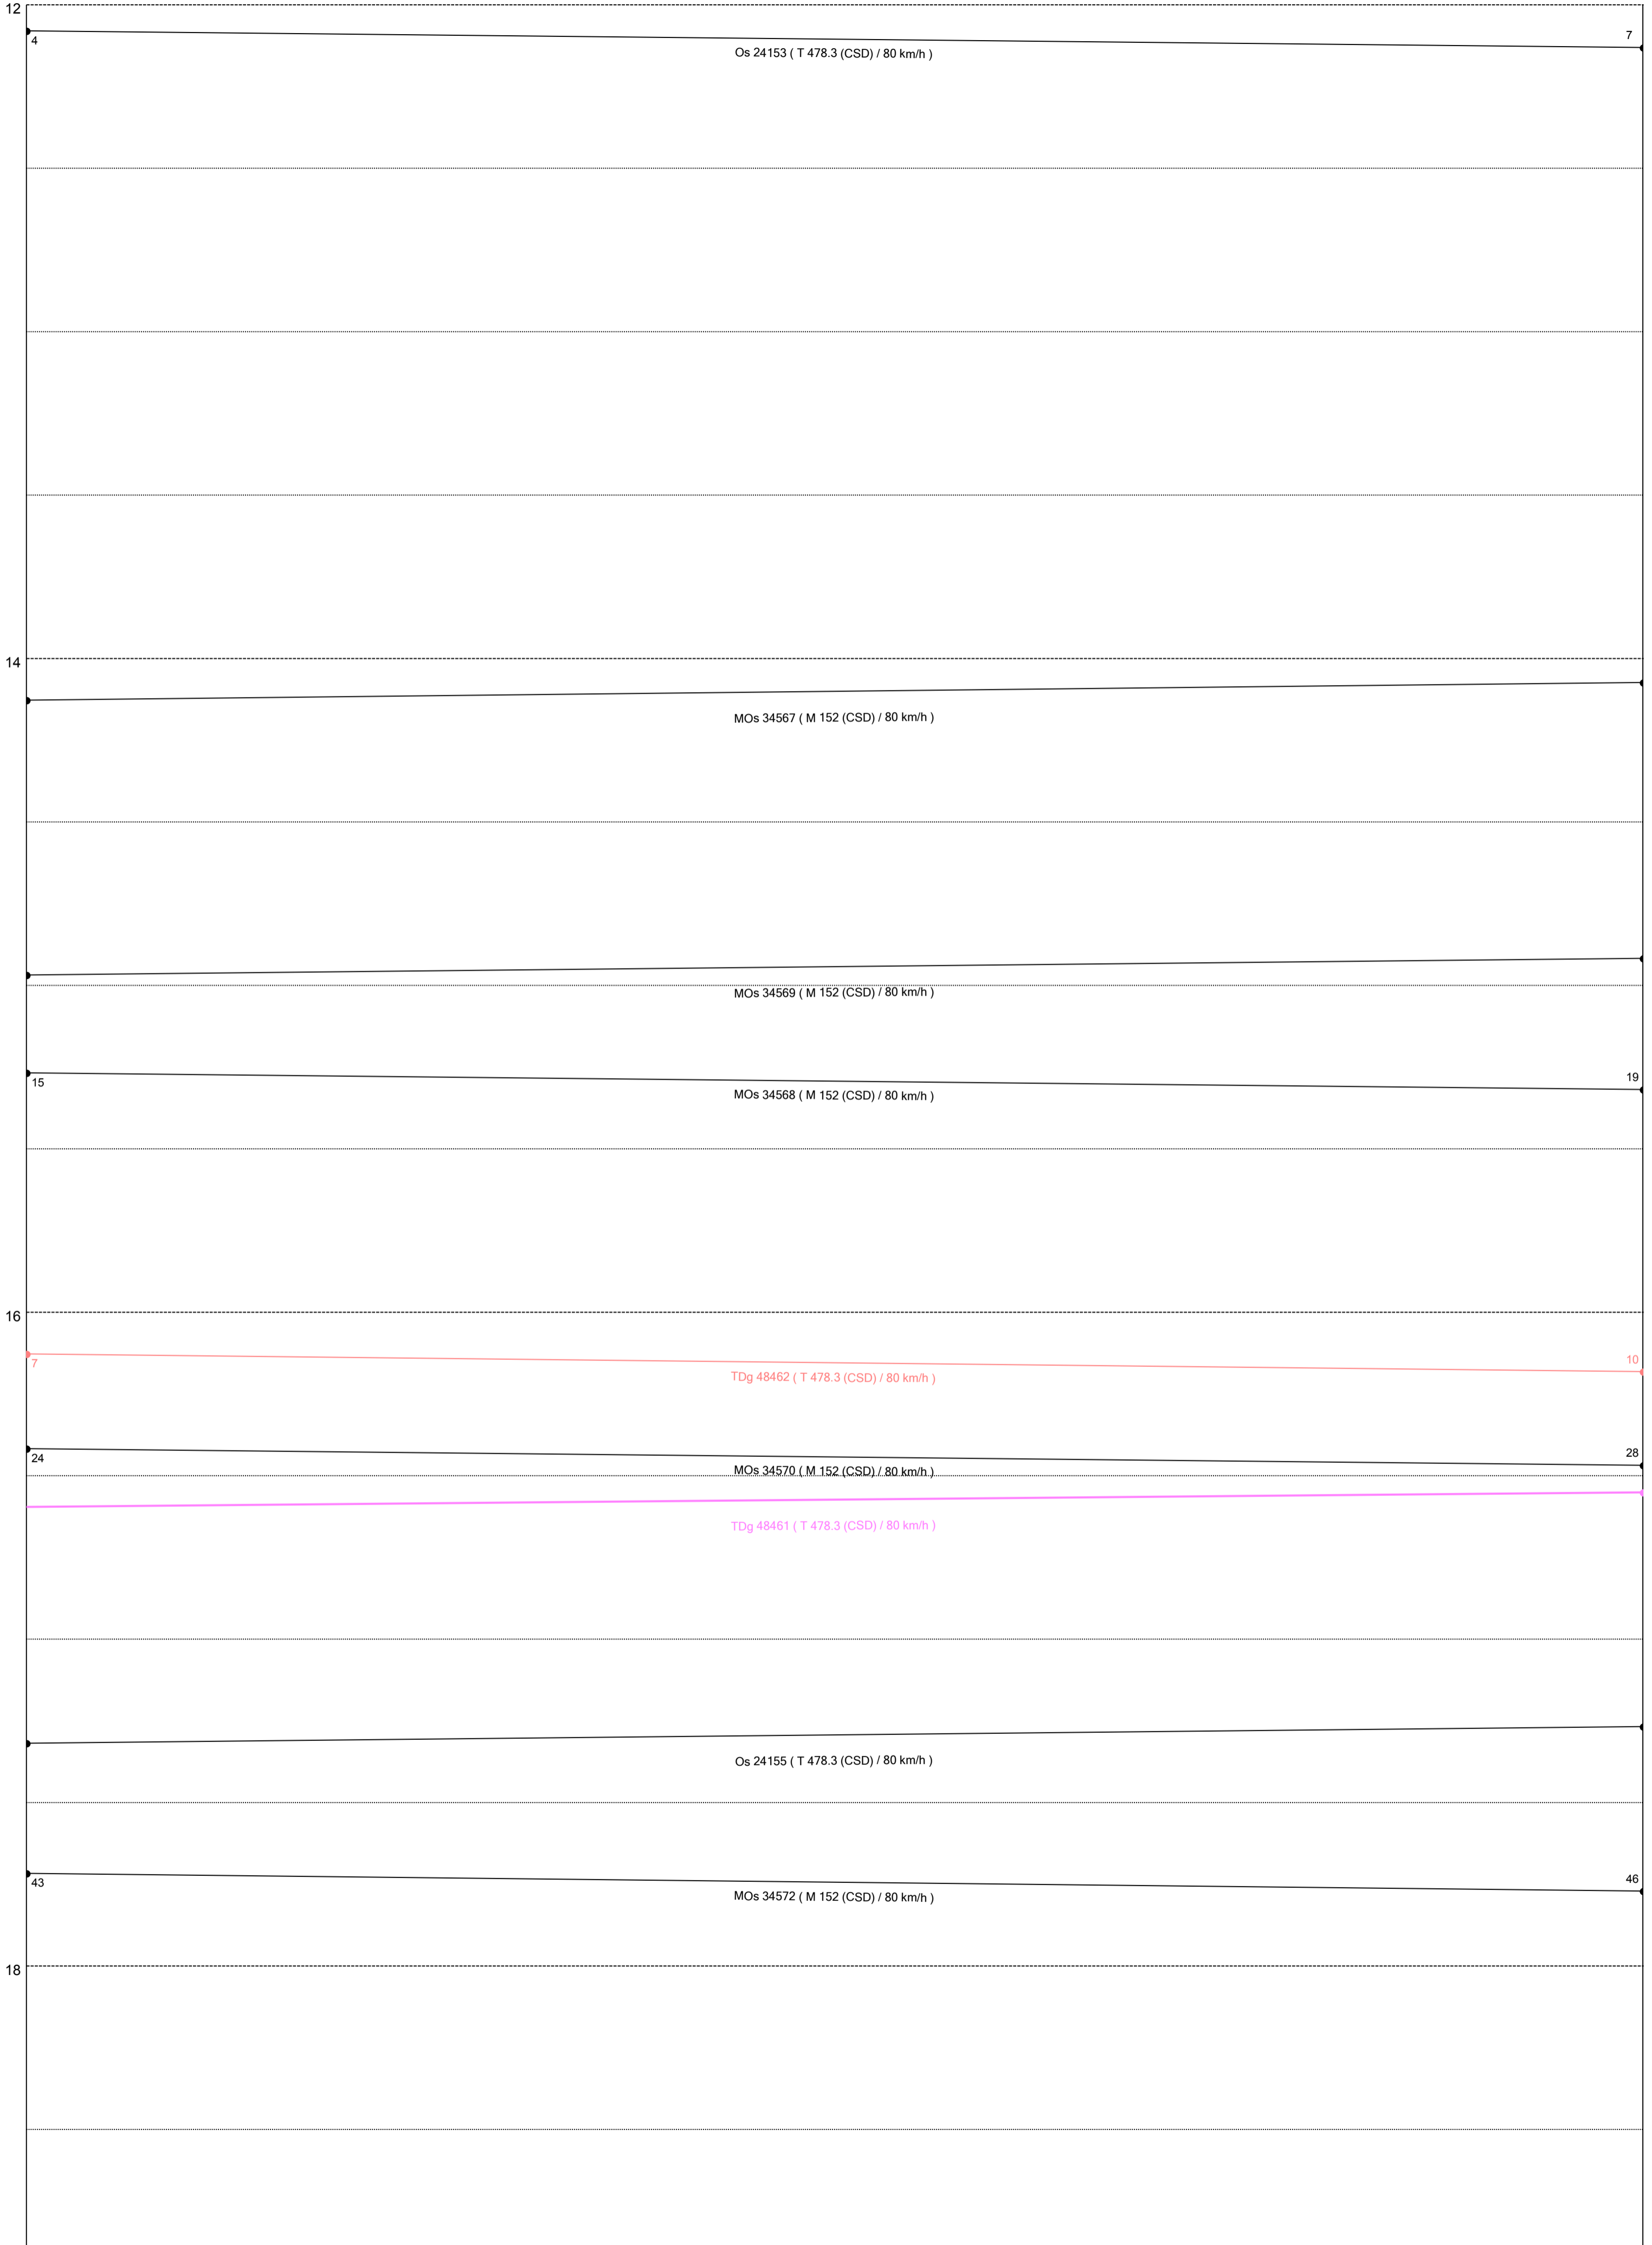 12
4
7
Os 24153 ( T 478.3 (CSD) / 80 km/h )
14
MOs 34567 ( M 152 (CSD) / 80 km/h )
MOs 34569 ( M 152 (CSD) / 80 km/h )
15
19
MOs 34568 ( M 152 (CSD) / 80 km/h )
16
7
10
TDg 48462 ( T 478.3 (CSD) / 80 km/h )
24
28
MOs 34570 ( M 152 (CSD) / 80 km/h )
TDg 48461 ( T 478.3 (CSD) / 80 km/h )
Os 24155 ( T 478.3 (CSD) / 80 km/h )
43
46
MOs 34572 ( M 152 (CSD) / 80 km/h )
18